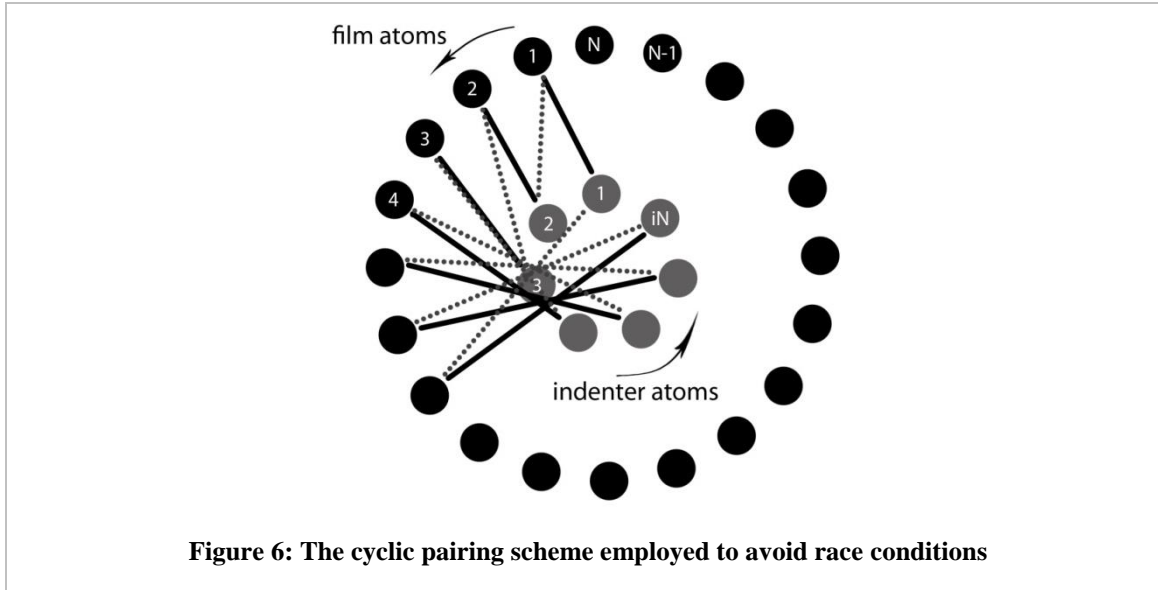 film atoms
1
N
N-1
2
3
4
1
2
iN
3
indenter atoms
Figure 6: The cyclic pairing scheme employed to avoid race conditions